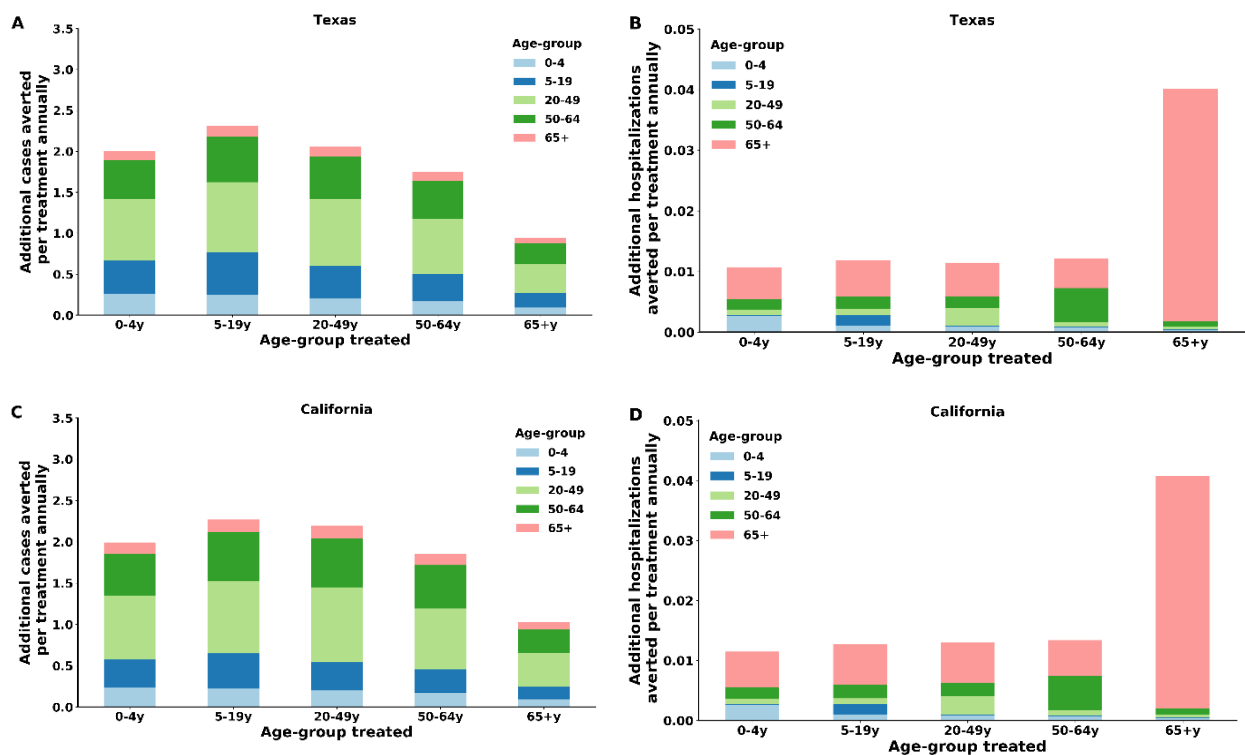 A
Texas
Additional cases averted
per treatment annually
3.5
3.0
2.5
2.0
1.5
1.0
0.5
0.0
Age-group
0-4
5-19
20-49
50-64
65+
0-4y 5-19y 20-49y 50-64y 65+y
Age-group treated
B
Texas
Additional hospitalizations
averted per treatment annually
0.05
0.04
0.03
0.02
0.01
0.00
Age-group
0-4
5-19
20-49
50-64
65+
0-4y 5-19y 20-49y 50-64y 65+y
Age-group treated
C
California
Additional cases averted
per treatment annually
3.5
3.0
2.5
2.0
1.5
1.0
0.5
0.0
Age-group
0-4
5-19
20-49
50-64
65+
0-4y 5-19y 20-49y 50-64y 65+y
Age-group treated
D
California
Additional hospitalizations
averted per treatment annually
0.05
0.04
0.03
0.02
0.01
0.00
Age-group
0-4
5-19
20-49
50-64
65+
0-4y 5-19y 20-49y 50-64y 65+y
Age-group treated